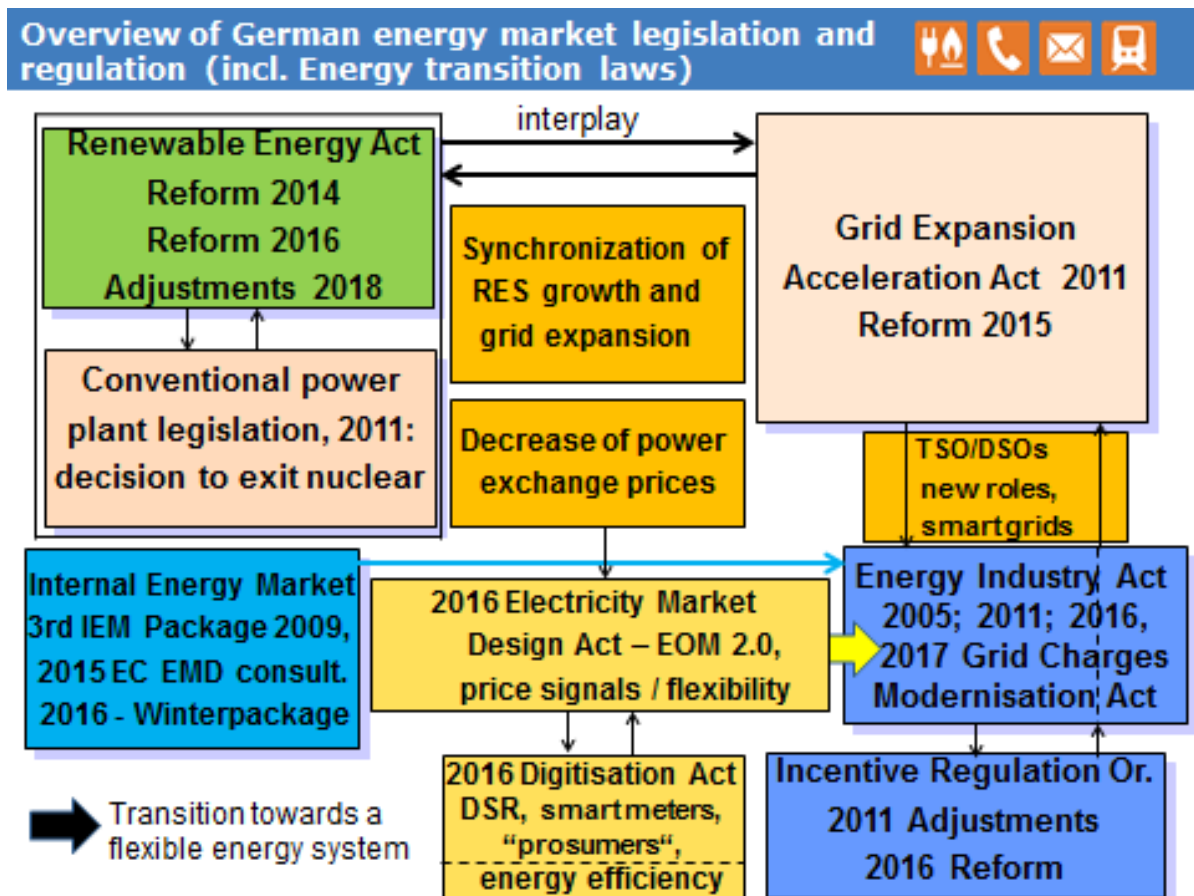 Overview of German energy market legislation and
regulation (incl. Energy transition laws)
interplay
Renewable Energy Act
Reform 2014
Reform 2016
Adjustments 2018
Synchronization of
RES growth and
grid expansion
Grid Expansion
Acceleration Act 2011
Reform 2015
Conventional power
plant legislation, 2011:
decision to exit nuclear
Decrease of power
exchange prices
TSO/DSOs
new roles,
smart grids
Internal Energy Market
3rd IEM Package 2009,
2015 EC EMD consult.
2016 - Winterpackage
2016 Electricity Market
Design Act – EOM 2.0,
price signals / flexibility
Energy Industry Act
2005; 2011; 2016,
2017 Grid Charges
Modernisation Act
2016 Digitisation Act
DSR, smart meters,
“prosumers“,
energy efficiency
Incentive Regulation Or.
2011 Adjustments
2016 Reform
Transition towards a
flexible energy system